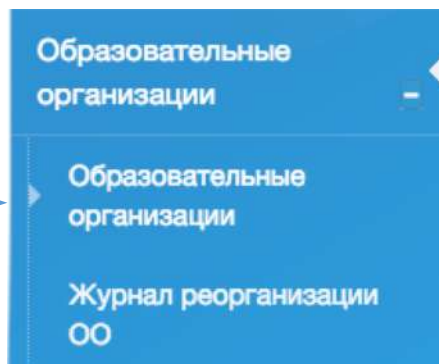 Образовательные
организации
Образовательные
организации
Журнал реорганизации
ОО